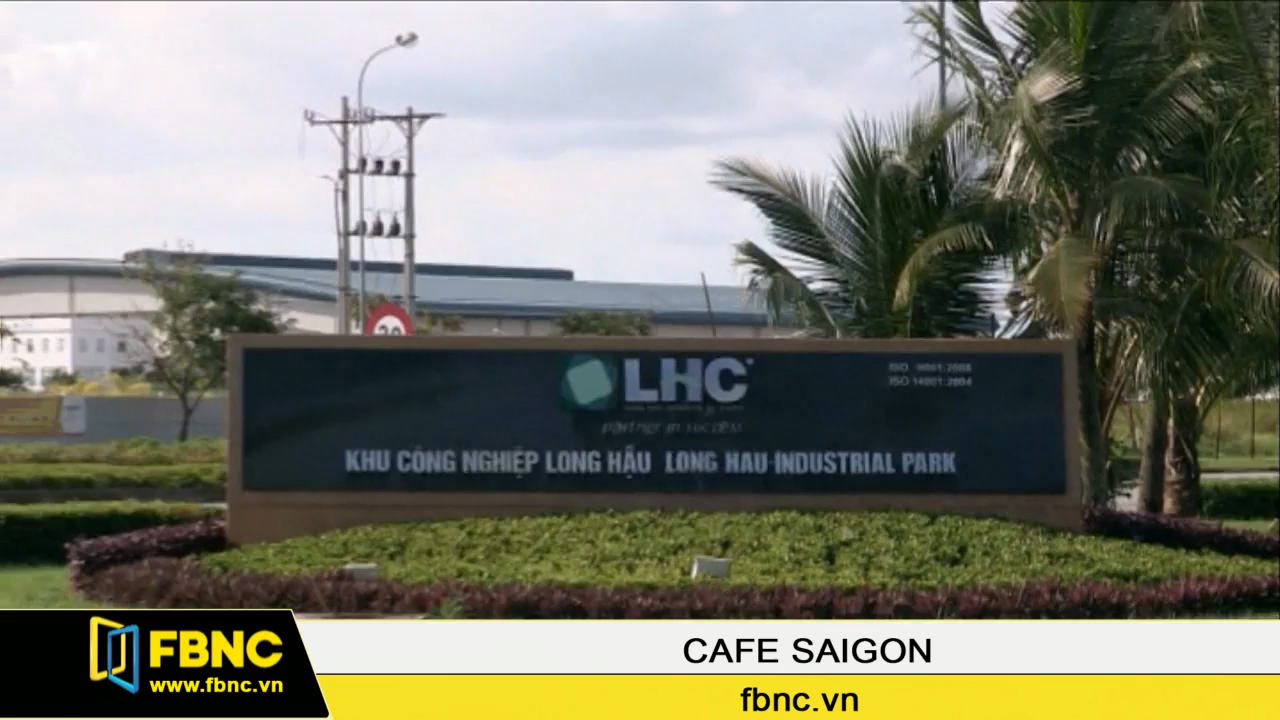 LHC
ISO 9001:2008
ISO 14001:2004
KHU CÔNG NGHIỆP LONG HẬU LONG HAU INDUSTRIAL PARK
FBNC
www.fbnc.vn
CAFE SAIGON
fbnc.vn